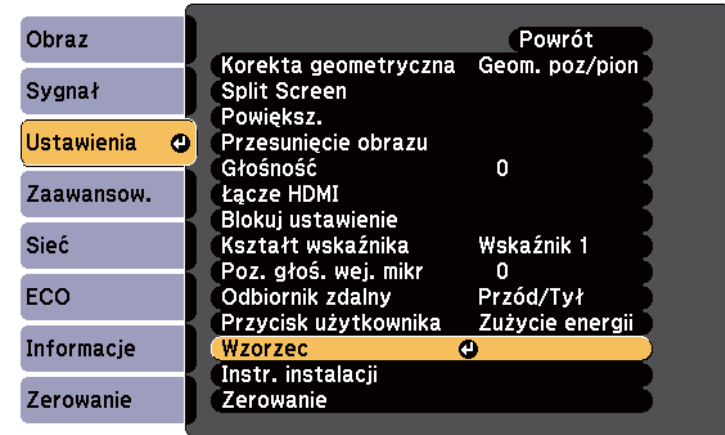 Obraz
Sygnał
Ustawienia
Zaawansow.
Sieć
ECO
Informacje
Zerowanie
Powrót
Korekta geometryczna Geom. poz/pion
Split Screen
Powiększ.
Przesunięcie obrazu
Głośność 0
Łącze HDMI
Blokuj ustawienie
Kształt wskaźnika Wskaźnik 1
Poz. głoś. wej. mikr 0
Odbiornik zdalny Przód/Tył
Przycisk użytkownika Zużycie energii
Wzorzec
Instr. instalacji
Zerowanie